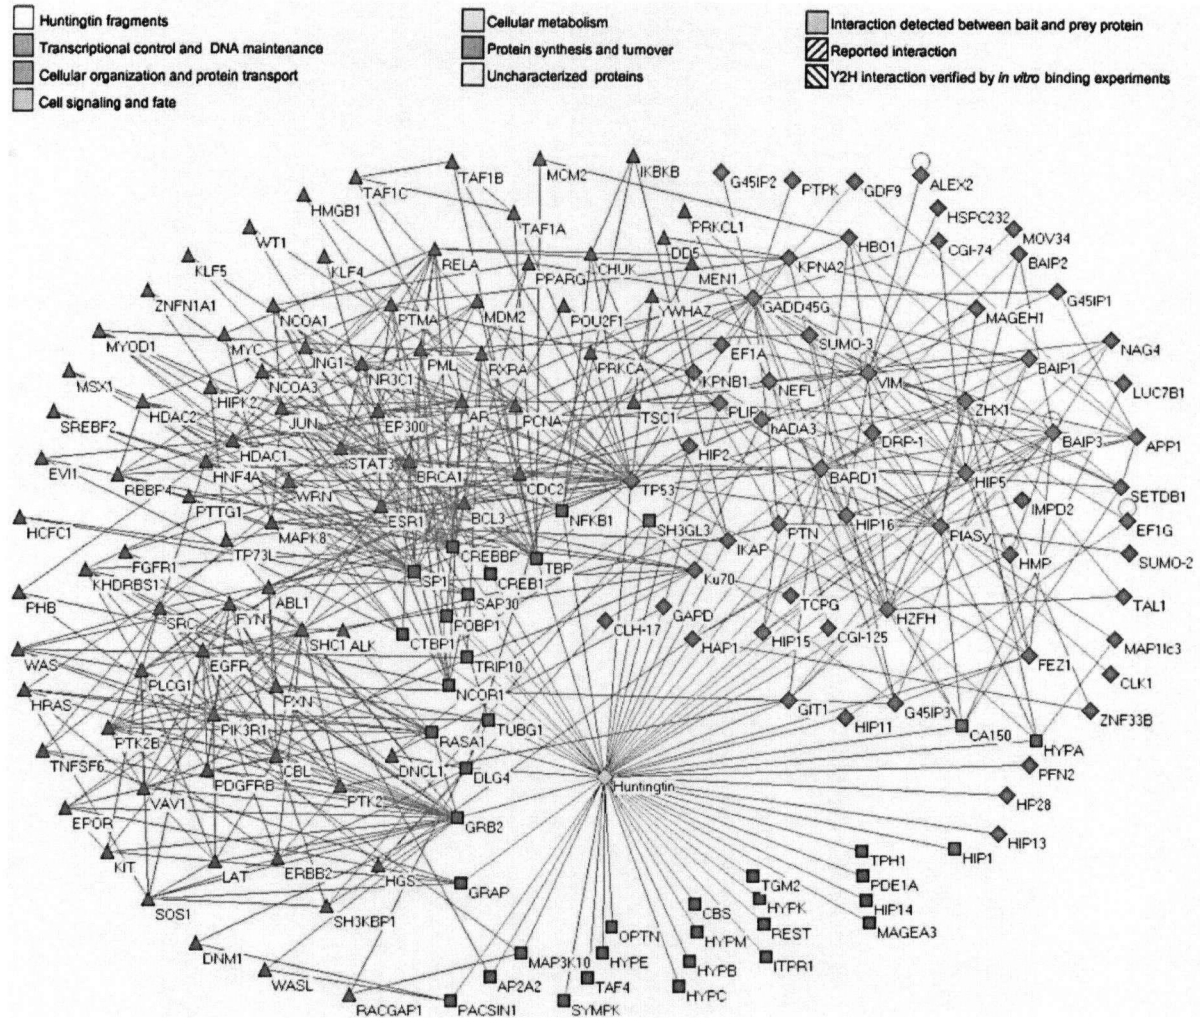 Huntingtin fragments
Transcriptional control and DNA maintenance
Cellular organization and protein transport
Cell signaling and fate
Cellular metabolism
Protein synthesis and turnover
Uncharacterized proteins
Interaction detected between bait and prey protein
Reported interaction
Y2H interaction verified by in vitro binding experiments
TAF1B
MCM2
IKBKB
G45IP2
PTPK
GDF9
ALEX2
TAF1C
HMGB1
TAF1A
PRKCL1
HSPC232
MOV34
WT1
KLF5
KLF4
RELA
PPARG
CHUK
DD5
MEN1
KPNA2
HBO1
CGI-74
BAIP2
ZNFN1A1
NCOA1
PTMA
MDM2
POU2F1
YWHAZ
GADD45G
MAGEH1
G45IP1
MYOD1
MYC
ING1
NR3C1
PML
RXRA
PRKCA
EF1A
SUMO-3
NAG4
MSX1
NCOA3
KPNB1
NEFL
VIM
BAIP1
LUC7B1
SREBF2
HDAC2
HIPK2
JUN
EP300
AR
PCNA
TSC1
PLIP
hADA3
DRP-1
ZHX1
BAIP3
APP1
EVI1
RBBP4
HDAC1
HNF4A
STAT3
BRCA1
CDC2
HIP2
TP53
BARD1
HIP5
SETDB1
HCFC1
PTTG1
WRN
ESR1
BCL3
NFKB1
SH3GL3
IKAP
PTN
HIP16
PIASy
IMPD2
EF1G
FGFR1
TP73L
MAPK8
CREBBP
TBP
HMP
SUMO-2
PHB
KHDRBS1
ABL1
SP1
CREB1
SAP30
Ku70
TCPG
HZFH
TAL1
SRC
FYN
SHC1
ALK
CTBP1
POBP1
CLH-17
GAPD
HAP1
HIP15
CGI-125
FEZ1
MAP1lc3
WAS
PLCG1
EGFR
TRIP10
CLK1
HRAS
PXN
NCOR1
GIT1
HIP11
G45IP3
ZNF33B
PTK2B
PIK3R1
RASA1
TUBG1
CA150
HYPA
TNFSF6
PDGFRB
CBL
DNCL1
DLG4
Huntingtin
PFN2
VAV1
PTK2
HP28
EPOR
GRB2
HIP13
KIT
LAT
ERBB2
HGS
GRAP
TPH1
HIP1
SOS1
SH3KBP1
TGM2
PDE1A
HYPK
HIP14
CBS
REST
MAGEA3
DNM1
OPTN
HYPM
WASL
MAP3K10
HYPE
HYPB
ITPR1
RACGAP1
AP2A2
TAF4
HYPC
PACSIN1
SYMPK